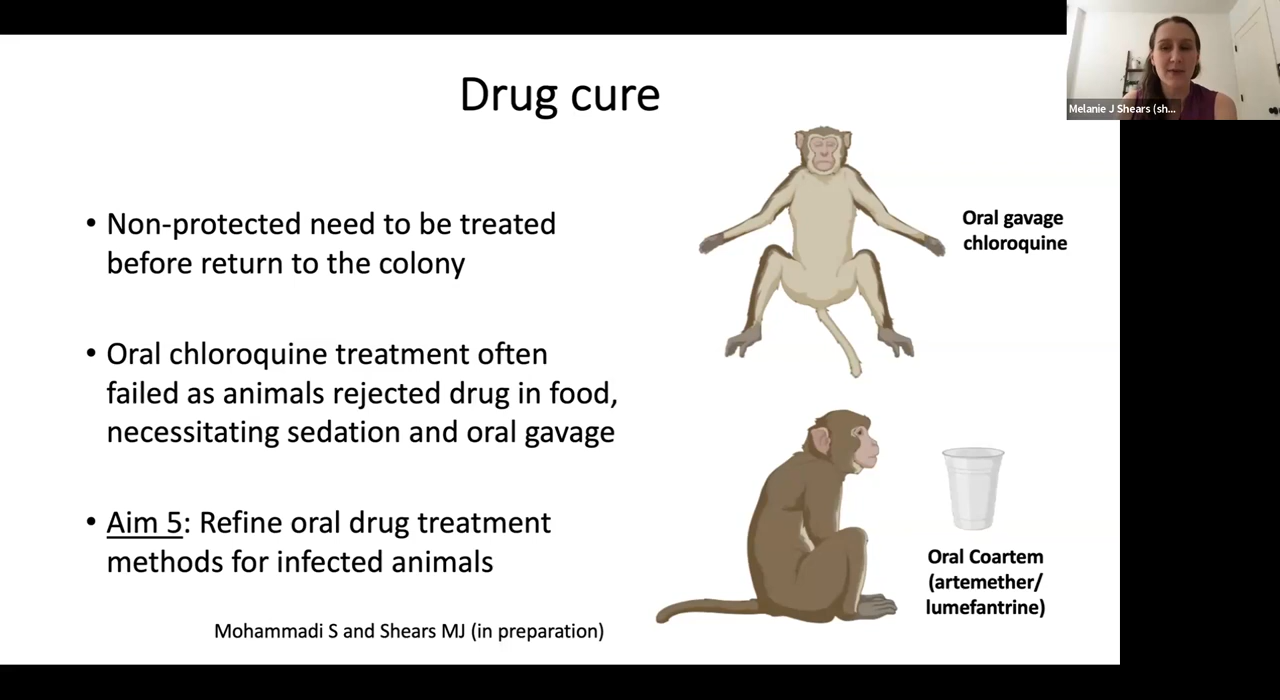 Melanie J Shears (sh...
Drug cure
• Non-protected need to be treated
before return to the colony
• Oral chloroquine treatment often
failed as animals rejected drug in food,
necessitating sedation and oral gavage
• Aim 5: Refine oral drug treatment
methods for infected animals
Mohammadi S and Shears MJ (in preparation)
Oral gavage
chloroquine
Oral Coartem
(artemether/
lumefantrine)